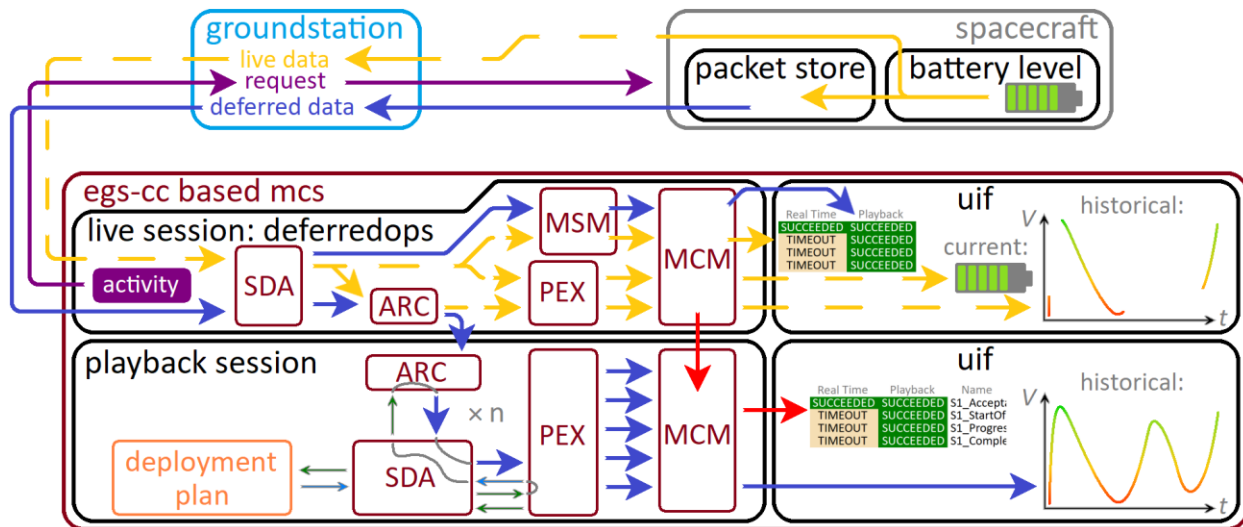 groundstation
live data
request
deferred data
spacecraft
packet store
battery level
egs-cc based mcs
live session: deferredops
activity
SDA
ARC
MSM
PEX
MCM
uif
Real Time Playback
SUCCEEDED SUCCEEDED
TIMEOUT SUCCEEDED
TIMEOUT SUCCEEDED
TIMEOUT SUCCEEDED
current:
historical:
V
t
playback session
ARC
× n
SDA
deployment
plan
PEX
MCM
uif
Real Time Playback Name
SUCCEEDED SUCCEEDED S1_Accepta
TIMEOUT SUCCEEDED S1_StartOf
TIMEOUT SUCCEEDED S1_Progres
TIMEOUT SUCCEEDED S1_Comple
historical:
V
t